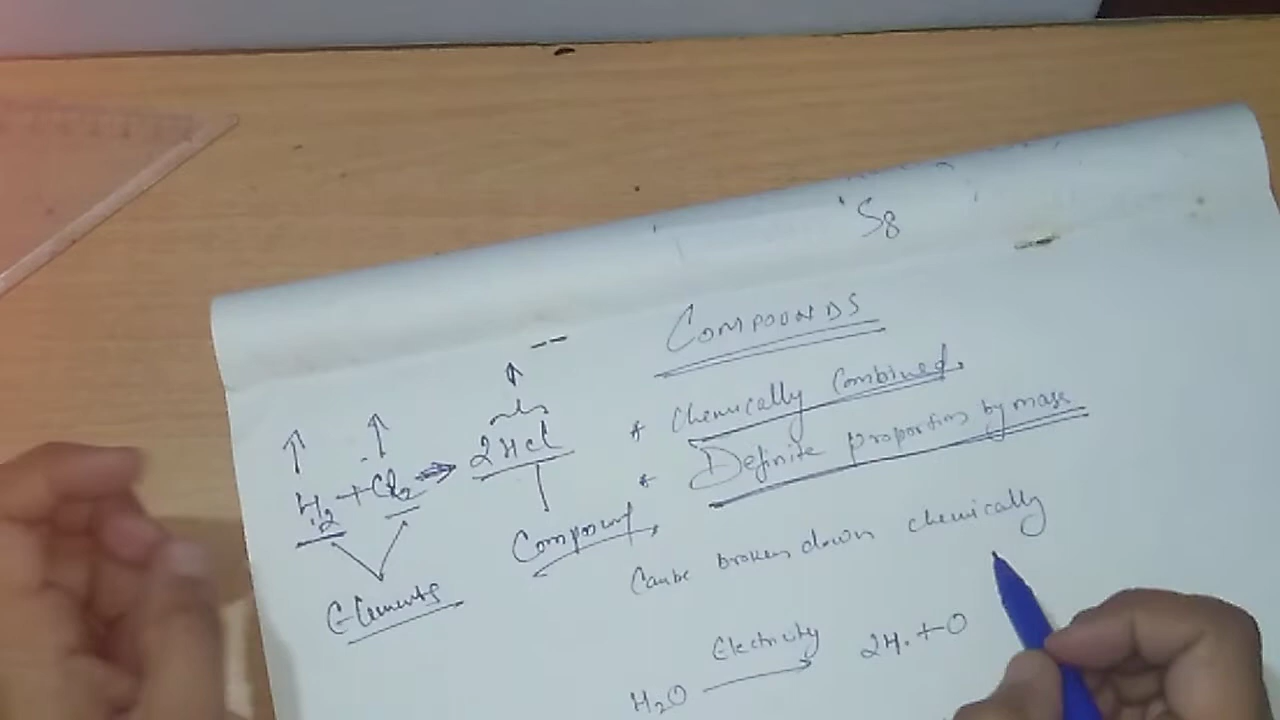 S8
COMPOUNDS
* Chemically Combined.
* Definite proportion by mass
H2 + Cl2 → 2HCl
Elements
Compound
Can be broken down chemically
Electricity
H2O → 2H + O